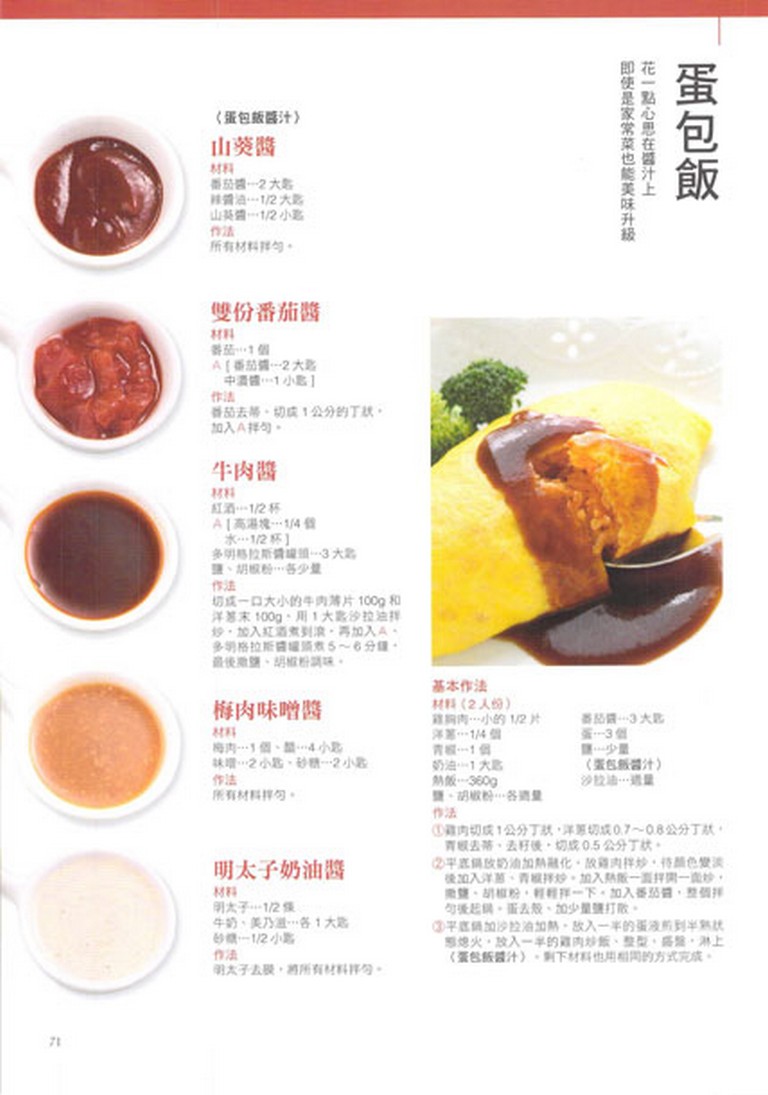 蛋包飯
花一點心思在醬汁上
即使是家常菜也能美味升級
〈蛋包飯醬汁〉
山葵醬
材料
番茄醬…2 大匙
辣醬油…1/2 大匙
山葵醬…1/2 小匙
作法
所有材料拌勻。
雙份番茄醬
材料
番茄…1 個
A [ 番茄醬…2 大匙
中濃醬…1 小匙 ]
作法
番茄去蒂，切成 1 公分的丁狀，
加入A拌勻。
牛肉醬
材料
紅酒…1/2 杯
A [ 高湯塊…1/4 個
水…1/2 杯 ]
多明格拉斯醬罐頭…3 大匙
鹽、胡椒粉…各少量
作法
切成一口大小的牛肉薄片 100g 和
洋蔥末 100g，用 1 大匙沙拉油拌
炒，加入紅酒煮到滾，再加入A、
多明格拉斯醬罐頭煮 5～6 分鐘，
最後撒鹽、胡椒粉調味。
梅肉味噌醬
材料
梅肉…1 個、醋…4 小匙
味噌…2 小匙、砂糖…2 小匙
作法
所有材料拌勻。
明太子奶油醬
材料
明太子…1/2 條
牛奶、美乃滋…各 1 大匙
砂糖…1/2 小匙
作法
明太子去膜，將所有材料拌勻。
基本作法
材料（2 人份）
雞胸肉…小的 1/2 片
洋蔥…1/4 個
青椒…1 個
奶油…1 大匙
熱飯…360g
鹽、胡椒粉…各適量
番茄醬…3 大匙
蛋…3 個
鹽…少量
〈蛋包飯醬汁〉
沙拉油…適量
作法
①雞肉切成1公分丁狀，洋蔥切成0.7～0.8公分丁狀，
青椒去蒂、去籽後，切成 0.5 公分丁狀。
②平底鍋放奶油加熱融化，放雞肉拌炒，待顏色變淡
後加入洋蔥、青椒拌炒。加入熱飯一面拌開一面炒，
撒鹽、胡椒粉，輕輕拌一下。加入番茄醬，整個拌
勻後起鍋。蛋去殼、加少量鹽打散。
③平底鍋加沙拉油加熱，放入一半的蛋液煎到半熟狀
態熄火，放入一半的雞肉炒飯，整型，盛盤，淋上
〈蛋包飯醬汁〉。剩下材料也用相同的方式完成。
71